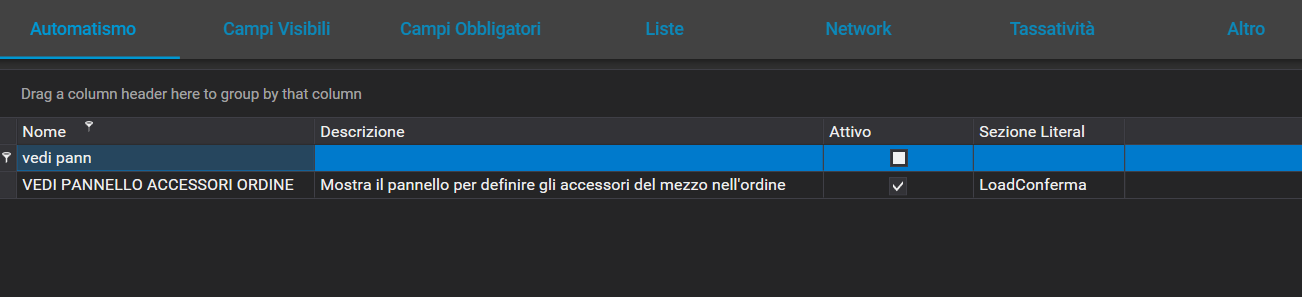 Automatismo Campi Visibili Campi Obbligatori Liste Network Tassatività Altro
Drag a column header here to group by that column
Nome Descrizione Attivo Sezione Literal
vedi pann
VEDI PANNELLO ACCESSORI ORDINE Mostra il pannello per definire gli accessori del mezzo nell'ordine LoadConferma